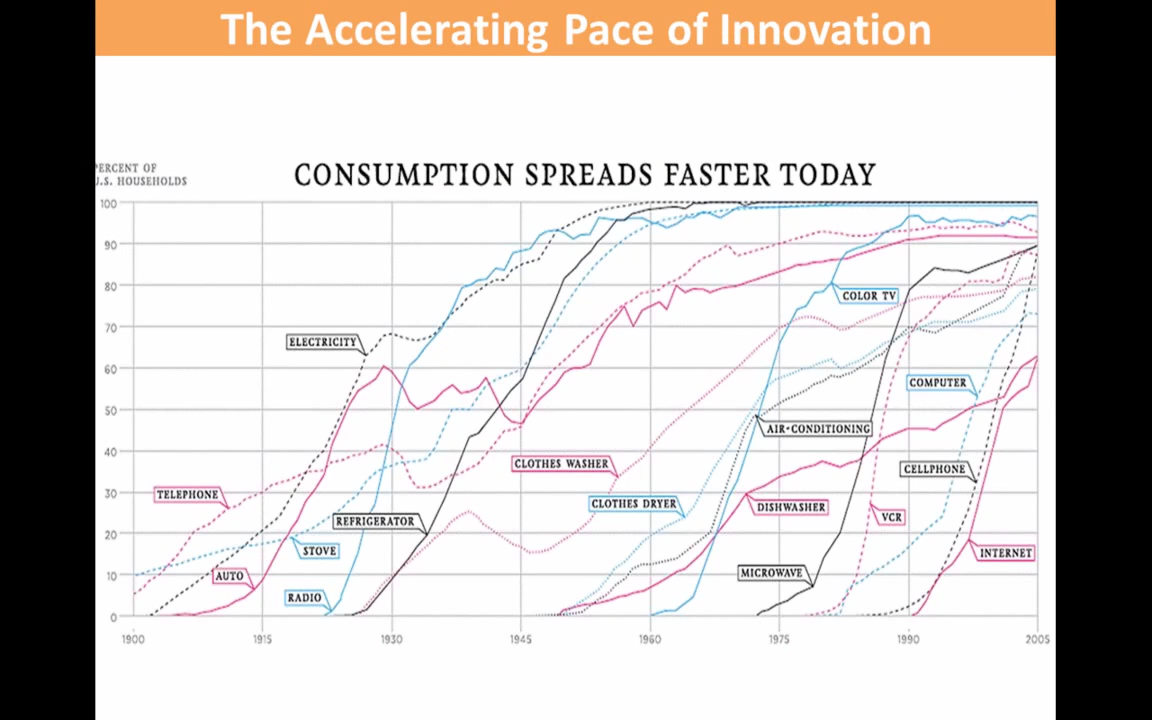 The Accelerating Pace of Innovation
PERCENT OF
U.S. HOUSEHOLDS
CONSUMPTION SPREADS FASTER TODAY
100
90
80
70
60
50
40
30
20
10
0
ELECTRICITY
TELEPHONE
AUTO
STOVE
RADIO
REFRIGERATOR
CLOTHES WASHER
CLOTHES DRYER
COLOR TV
AIR-CONDITIONING
DISHWASHER
MICROWAVE
COMPUTER
CELLPHONE
VCR
INTERNET
1900 1915 1930 1945 1960 1975 1990 2005